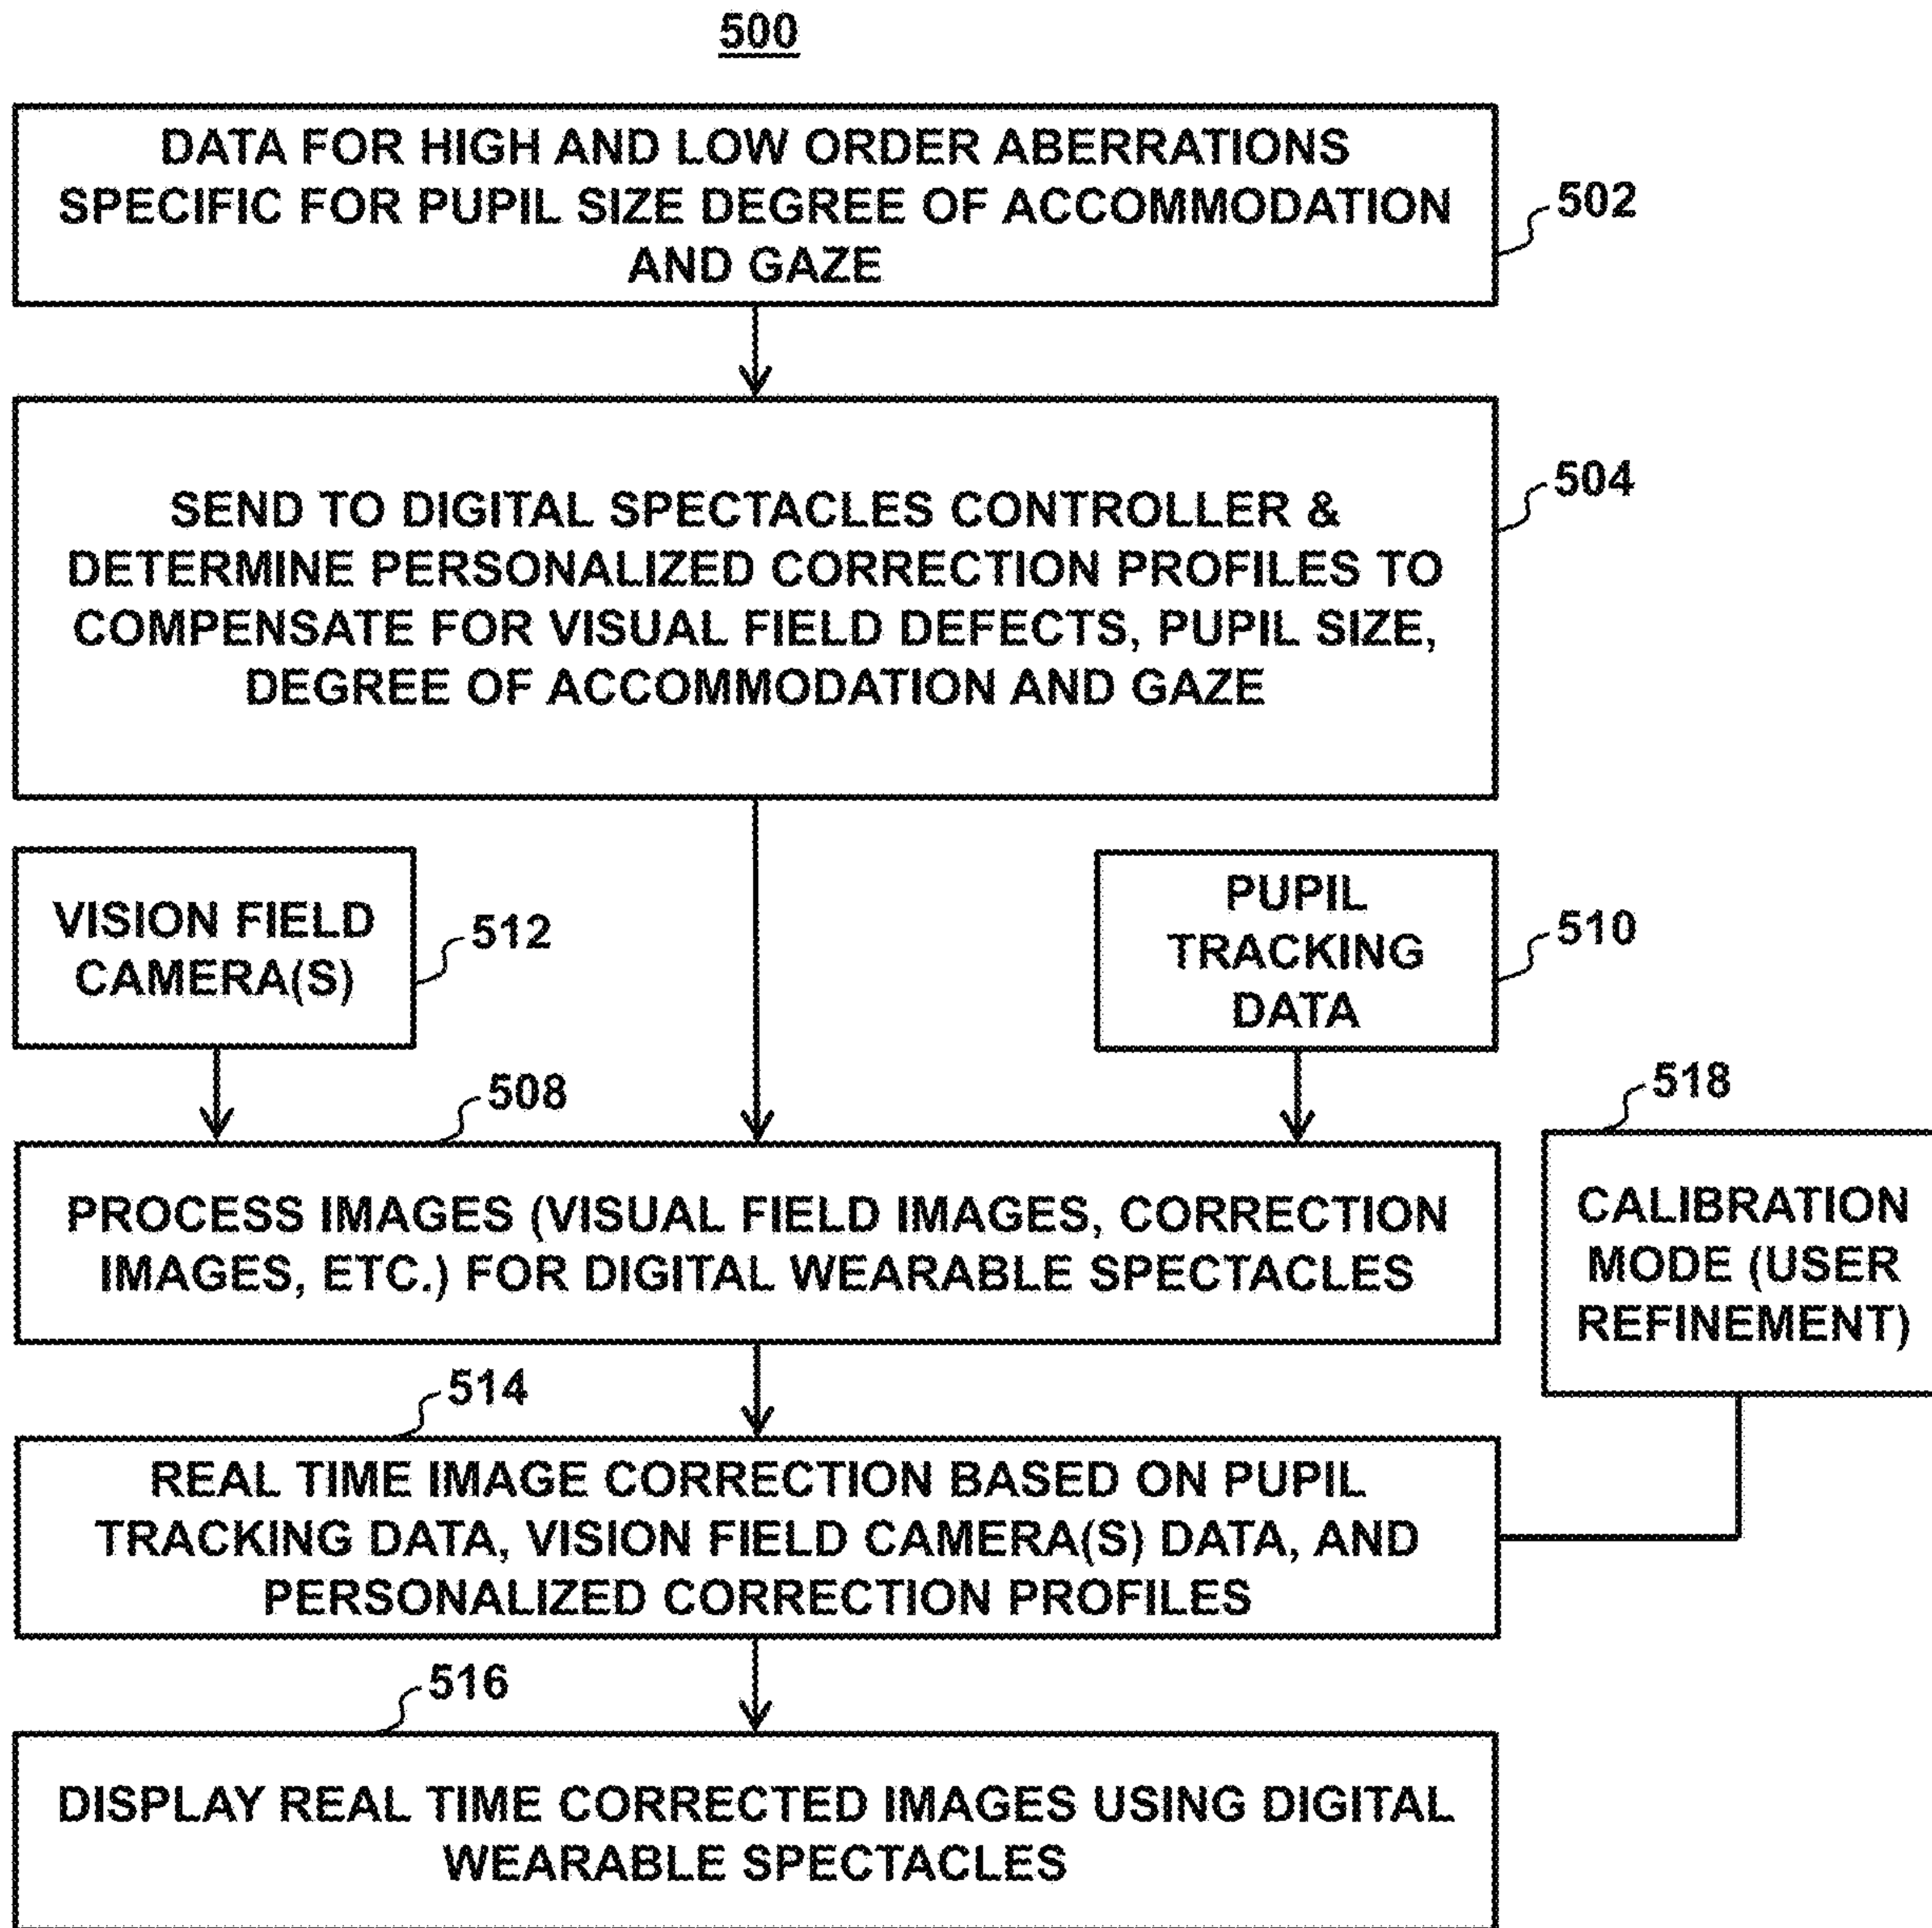 500
DATA FOR HIGH AND LOW ORDER ABERRATIONS
SPECIFIC FOR PUPIL SIZE DEGREE OF ACCOMMODATION
AND GAZE
502
SEND TO DIGITAL SPECTACLES CONTROLLER &
DETERMINE PERSONALIZED CORRECTION PROFILES TO
COMPENSATE FOR VISUAL FIELD DEFECTS, PUPIL SIZE,
DEGREE OF ACCOMMODATION AND GAZE
504
VISION FIELD
CAMERA(S)
512
PUPIL
TRACKING
DATA
510
508
PROCESS IMAGES (VISUAL FIELD IMAGES, CORRECTION
IMAGES, ETC.) FOR DIGITAL WEARABLE SPECTACLES
518
CALIBRATION
MODE (USER
REFINEMENT)
514
REAL TIME IMAGE CORRECTION BASED ON PUPIL
TRACKING DATA, VISION FIELD CAMERA(S) DATA, AND
PERSONALIZED CORRECTION PROFILES
516
DISPLAY REAL TIME CORRECTED IMAGES USING DIGITAL
WEARABLE SPECTACLES